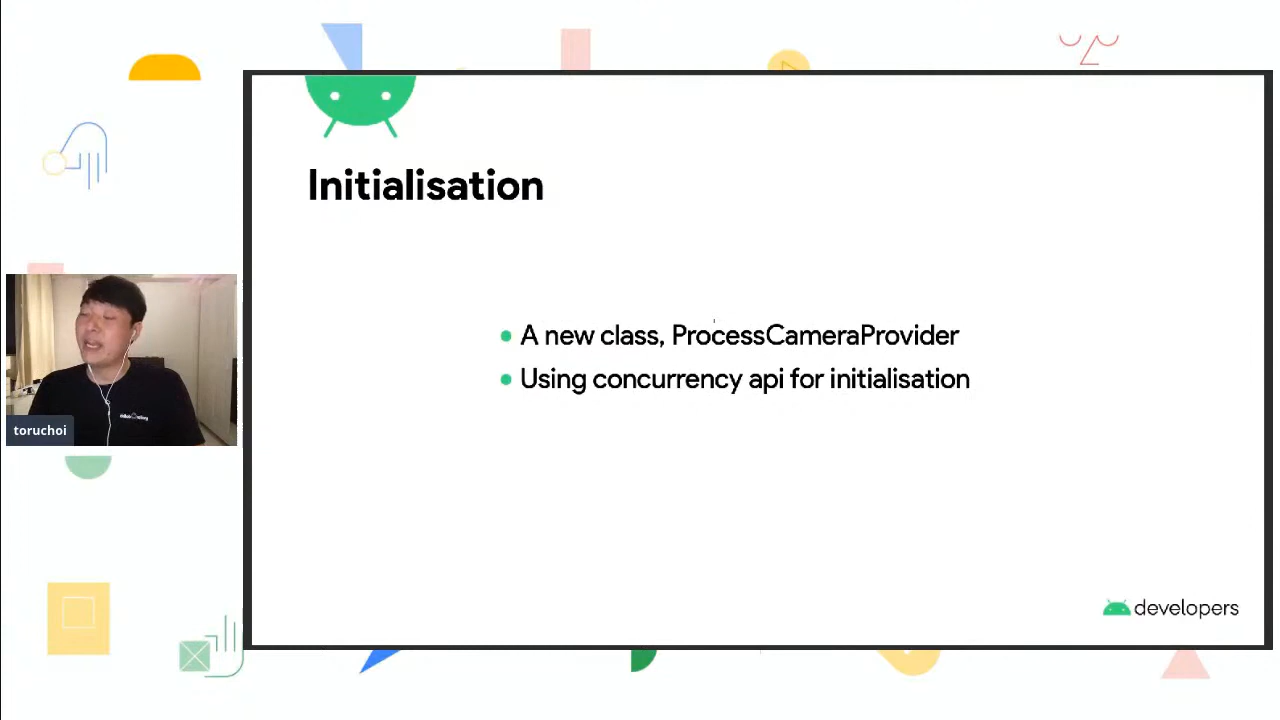 Initialisation
A new class, ProcessCameraProvider
Using concurrency api for initialisation
toruchoi
developers